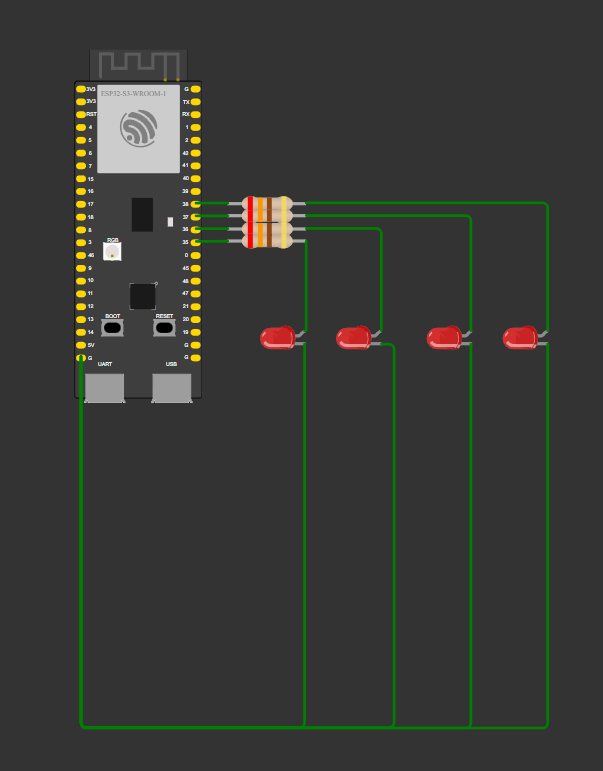 ESP32-S3-WROOM-1
3V3 G
3V3 TX
RST RX
4 1
5 2
6 42
7 41
15 40
16 39
17 38
18 37
8 36
3 35
RGB
46 0
9 45
10 48
11 47
12 21
BOOT RESET
13 20
14 19
5V G
G G
UART USB